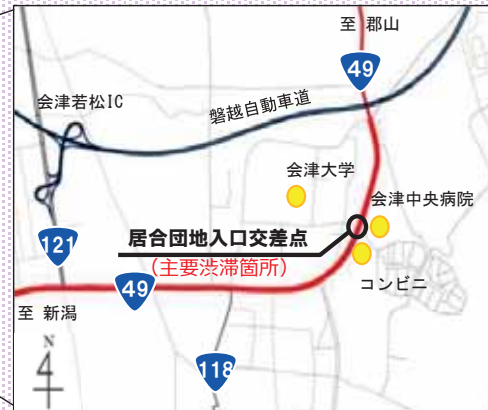 至 郡山
49
会津若松IC
磐越自動車道
会津大学
会津中央病院
居合団地入口交差点
(主要渋滞箇所)
121
コンビニ
49
至 新潟
N
118